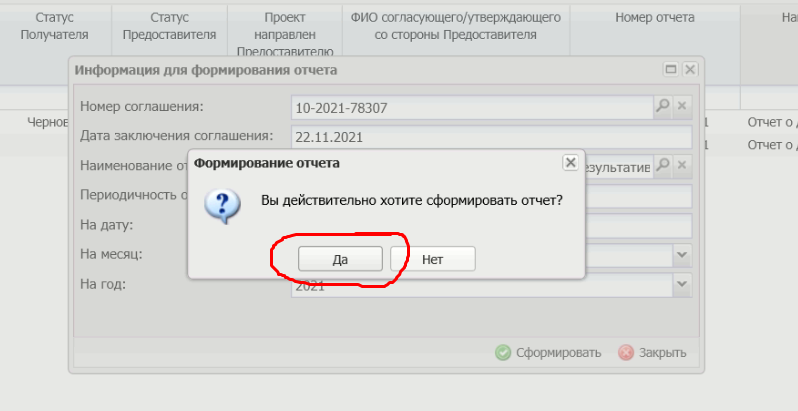 Статус Получателя
Статус Предоставителя
Проект направлен Предоставителю
ФИО согласующего/утверждающего со стороны Предоставителя
Номер отчета
На
Информация для формирования отчета
Номер соглашения: 10-2021-78307
Чернов
1 Отчет о д
Дата заключения соглашения: 22.11.2021
1 Отчет о д
Формирование отчета
Наименование от
езультатив
Периодичность о
Вы действительно хотите сформировать отчет?
На дату:
На месяц:
Да Нет
На год: 2021
Сформировать Закрыть